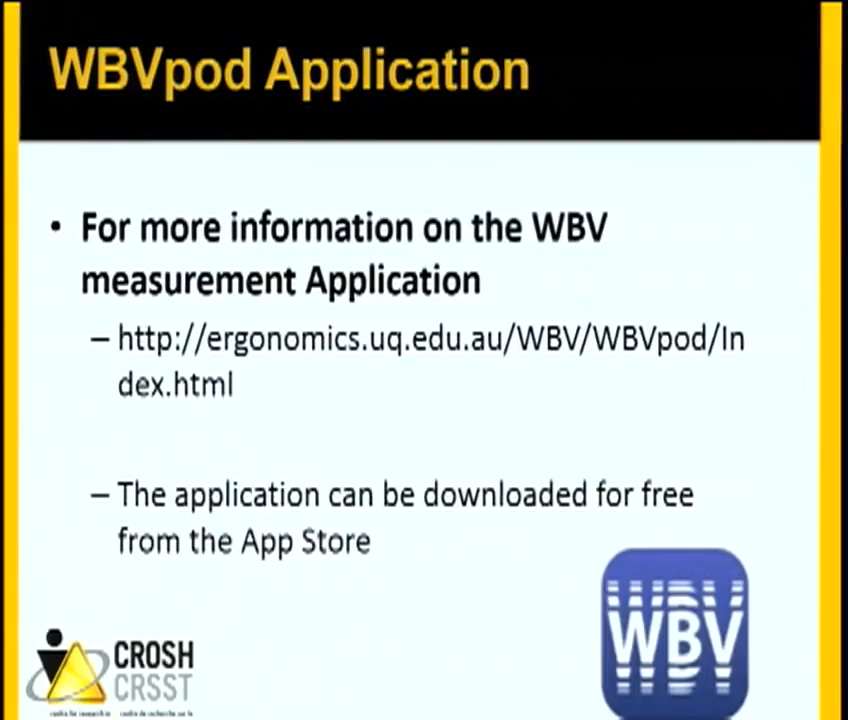 WBVpod Application
• For more information on the WBV
measurement Application
– http://ergonomics.uq.edu.au/WBV/WBVpod/In
dex.html
– The application can be downloaded for free
from the App Store
WBV
CROSH
CRSST